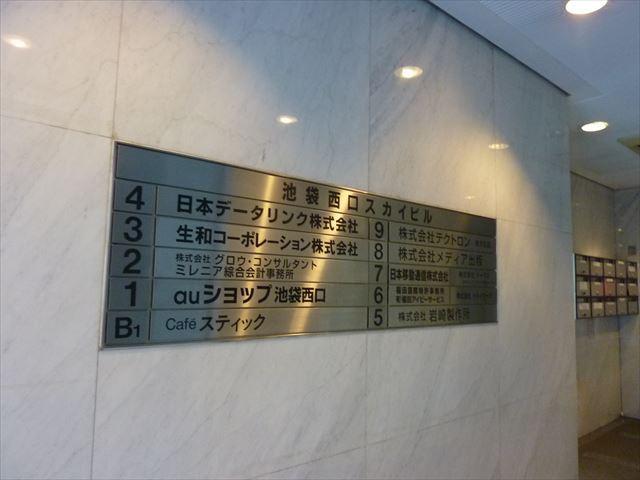 池袋西口スカイビル
4 日本データリンク株式会社
3 生和コーポレーション株式会社
2 株式会社 グロウ・コンサルタント
ミレニア綜合会計事務所
1 auショップ池袋西口
B1 Café スティック
9 株式会社テクトロン
8 株式会社メディア出版
7 日本移動通信株式会社
6
5 株式会社 岩崎製作所